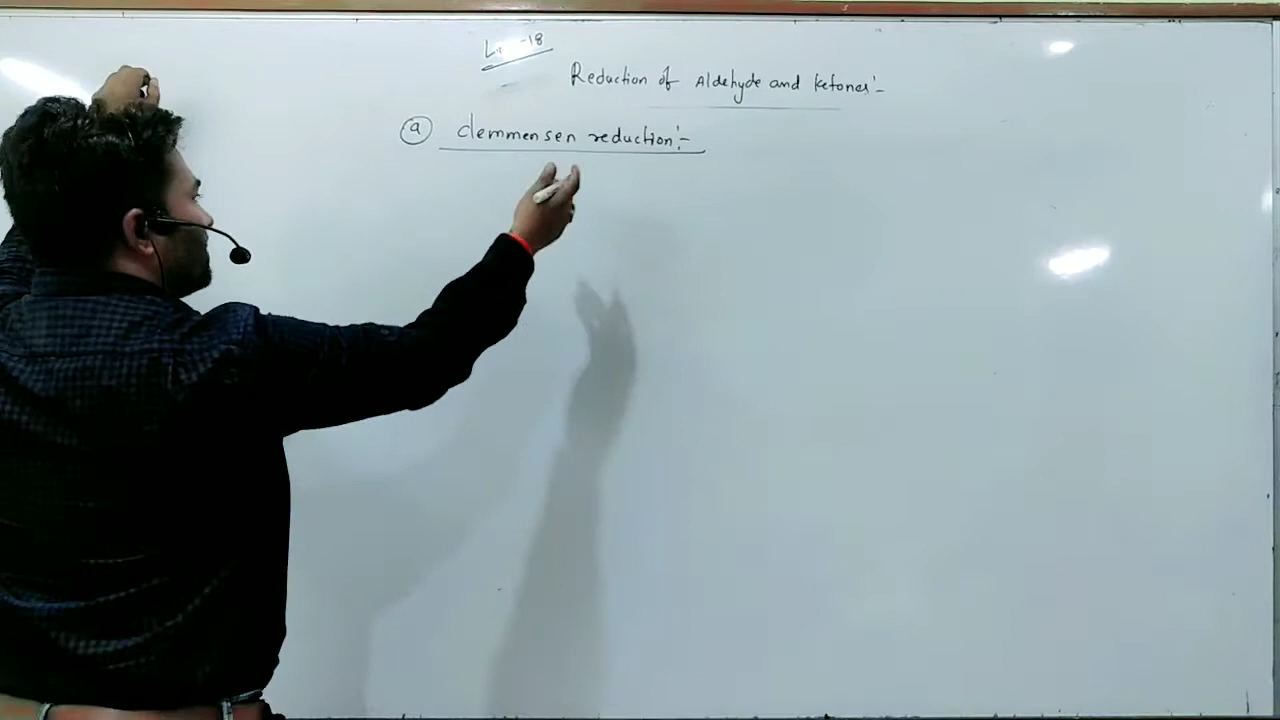 -18
Reduction of Aldehyde and Ketones:-
(a) Clemmensen reduction:-